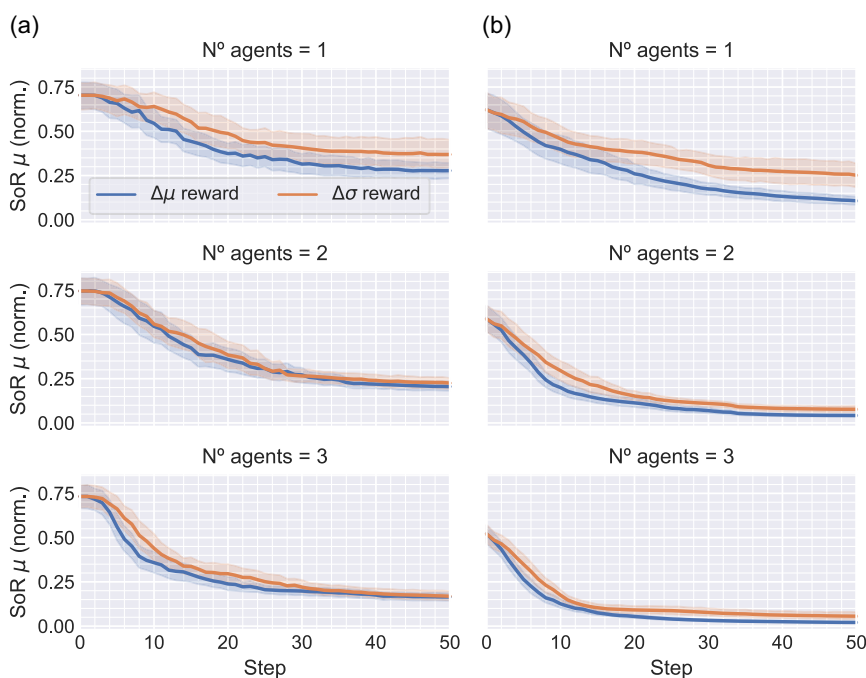 (a)
(b)
Nº agents = 1
Nº agents = 1
SoR μ (norm.)
0.75
0.50
0.25
0.00
Δμ reward
Δσ reward
Nº agents = 2
Nº agents = 2
SoR μ (norm.)
0.75
0.50
0.25
0.00
Nº agents = 3
Nº agents = 3
SoR μ (norm.)
0.75
0.50
0.25
0.00
0 10 20 30 40 50
0 10 20 30 40 50
Step
Step